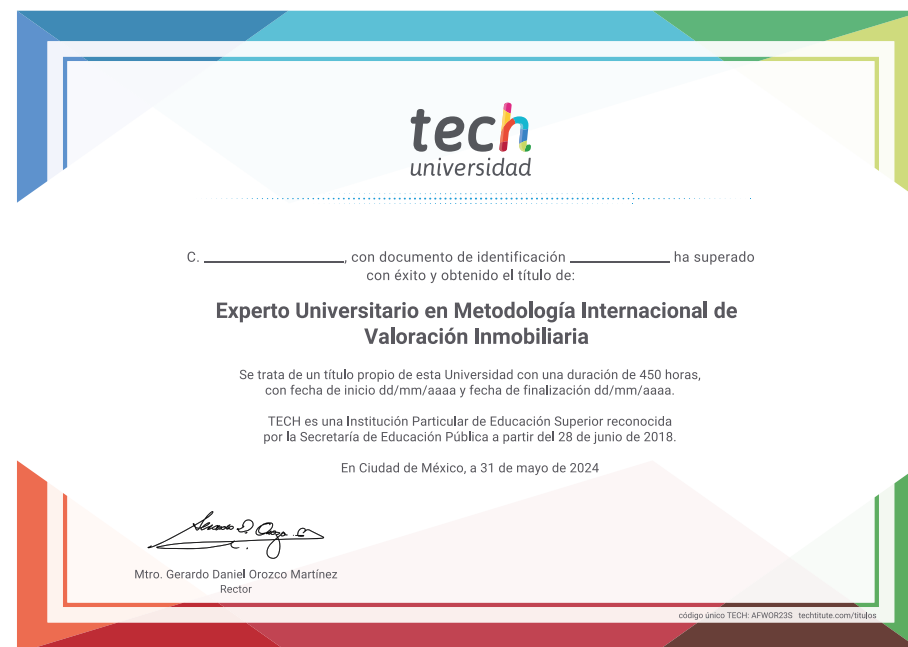 tech
universidad
C. ____________, con documento de identificación ____________ ha superado
con éxito y obtenido el título de:
Experto Universitario en Metodología Internacional de
Valoración Inmobiliaria
Se trata de un título propio de esta Universidad con una duración de 450 horas,
con fecha de inicio dd/mm/aaaa y fecha de finalización dd/mm/aaaa.
TECH es una Institución Particular de Educación Superior reconocida
por la Secretaría de Educación Pública a partir del 28 de junio de 2018.
En Ciudad de México, a 31 de mayo de 2024
Mtro. Gerardo Daniel Orozco Martínez
Rector
código único TECH: AFWOR23S techtitute.com/titulos